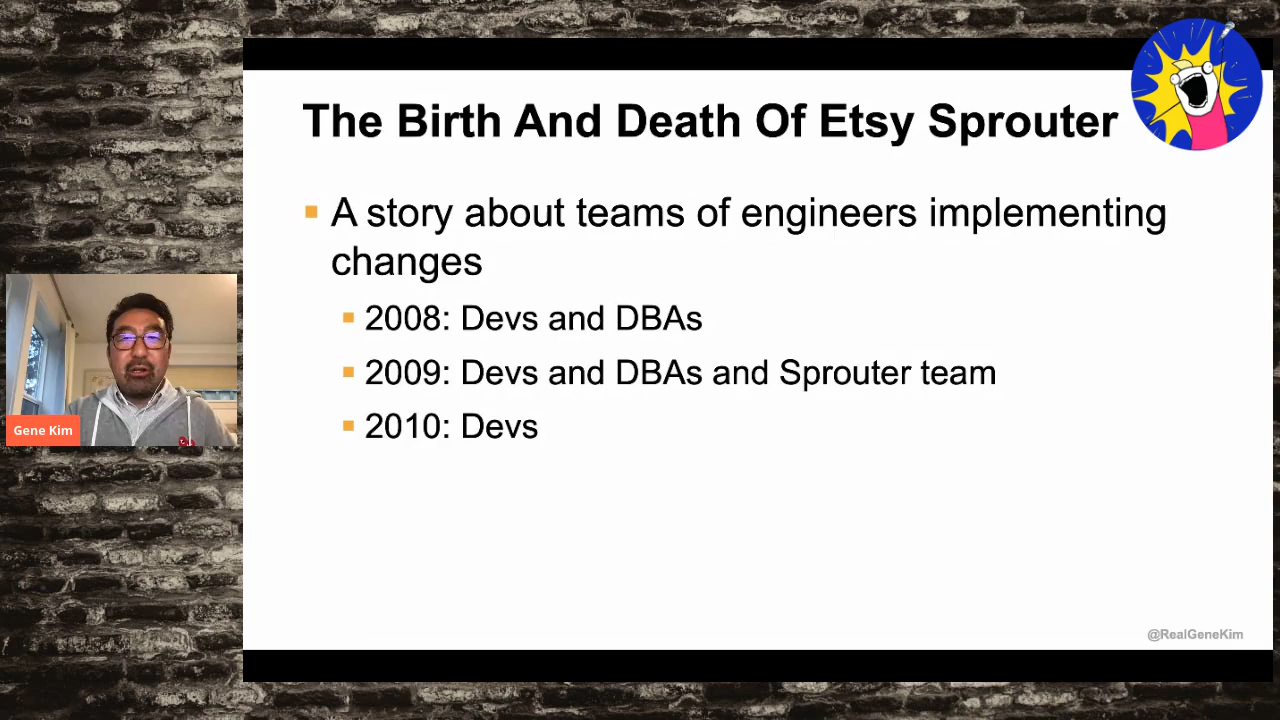 The Birth And Death Of Etsy Sprouter
A story about teams of engineers implementing
changes
2008: Devs and DBAs
2009: Devs and DBAs and Sprouter team
2010: Devs
Gene Kim
@RealGeneKim